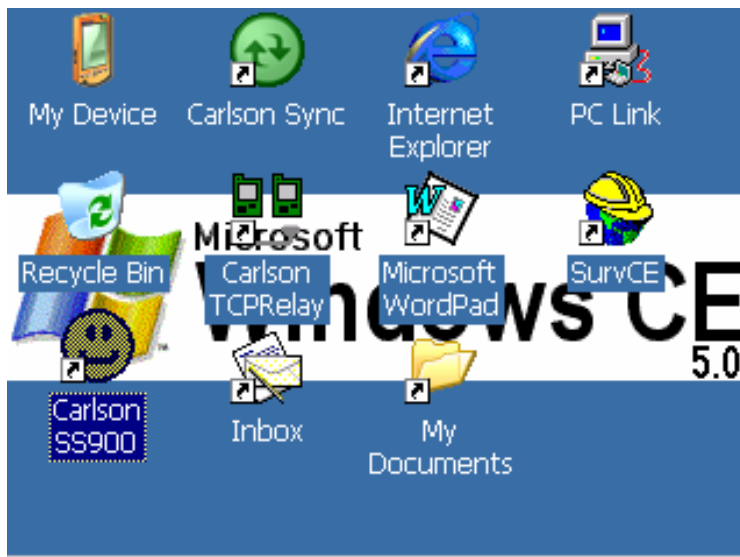 My Device
Carlson Sync
Internet
Explorer
PC Link
Microsoft
Windows CE
5.0
Recycle Bin
Carlson
TCPRelay
Microsoft
WordPad
SurvCE
Carlson
SS900
Inbox
My
Documents